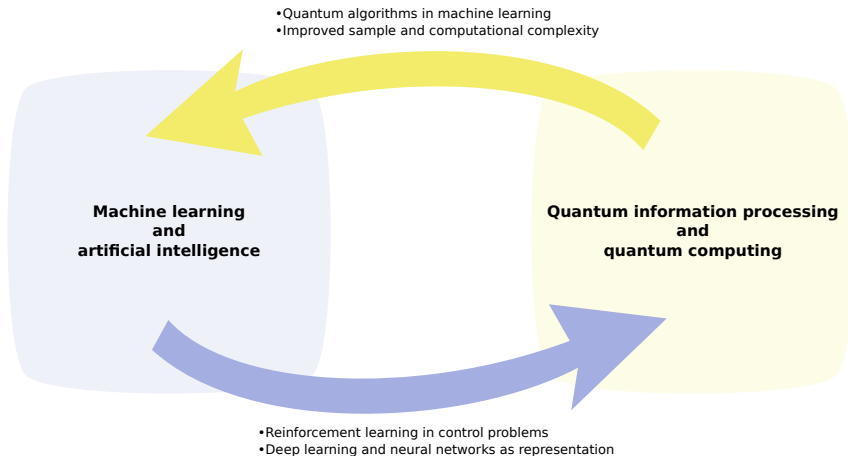 •Quantum algorithms in machine learning
•Improved sample and computational complexity
Machine learning
and
artificial intelligence
Quantum information processing
and
quantum computing
•Reinforcement learning in control problems
•Deep learning and neural networks as representation